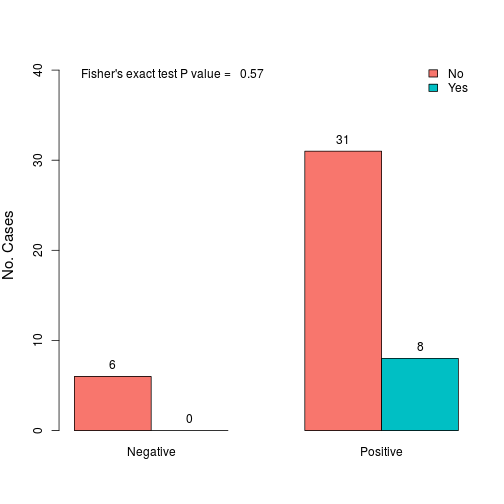 Fisher's exact test P value = 0.57
No
Yes
No. Cases
40
30
20
10
0
31
8
6
0
Negative
Positive